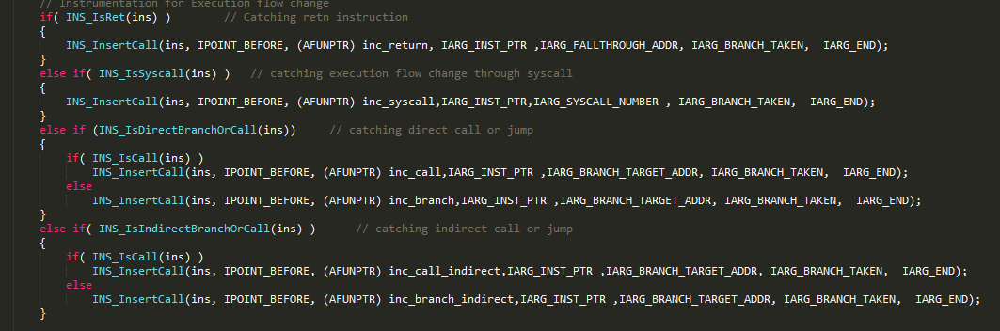 // Instrumentation for Execution flow change
if( INS_IsRet(ins) )        // Catching retn instruction
{
    INS_InsertCall(ins, IPOINT_BEFORE, (AFUNPTR) inc_return, IARG_INST_PTR ,IARG_FALLTHROUGH_ADDR, IARG_BRANCH_TAKEN,  IARG_END);
}
else if( INS_IsSyscall(ins) )   // catching execution flow change through syscall
{
    INS_InsertCall(ins, IPOINT_BEFORE, (AFUNPTR) inc_syscall,IARG_INST_PTR,IARG_SYSCALL_NUMBER , IARG_BRANCH_TAKEN,  IARG_END);
}
else if (INS_IsDirectBranchOrCall(ins))     // catching direct call or jump
{
    if( INS_IsCall(ins) )
        INS_InsertCall(ins, IPOINT_BEFORE, (AFUNPTR) inc_call,IARG_INST_PTR ,IARG_BRANCH_TARGET_ADDR, IARG_BRANCH_TAKEN,  IARG_END);
    else
        INS_InsertCall(ins, IPOINT_BEFORE, (AFUNPTR) inc_branch,IARG_INST_PTR ,IARG_BRANCH_TARGET_ADDR, IARG_BRANCH_TAKEN,  IARG_END);
}
else if( INS_IsIndirectBranchOrCall(ins) )      // catching indirect call or jump
{
    if( INS_IsCall(ins) )
        INS_InsertCall(ins, IPOINT_BEFORE, (AFUNPTR) inc_call_indirect,IARG_INST_PTR ,IARG_BRANCH_TARGET_ADDR, IARG_BRANCH_TAKEN,  IARG_END);
    else
        INS_InsertCall(ins, IPOINT_BEFORE, (AFUNPTR) inc_branch_indirect,IARG_INST_PTR ,IARG_BRANCH_TARGET_ADDR, IARG_BRANCH_TAKEN,  IARG_END);
}